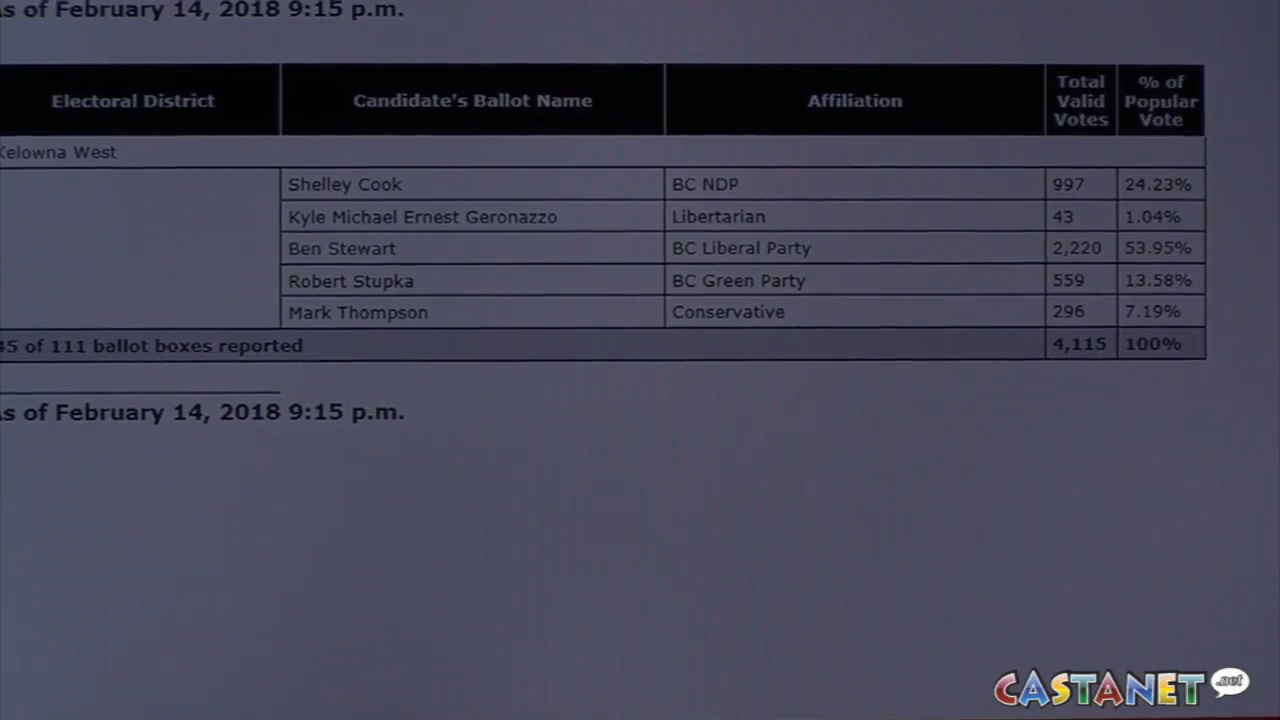 s of February 14, 2018 9:15 p.m.
Electoral District Candidate's Ballot Name Affiliation Total Valid Votes % of Popular Vote
Kelowna West
Shelley Cook BC NDP 997 24.23%
Kyle Michael Ernest Geronazzo Libertarian 43 1.04%
Ben Stewart BC Liberal Party 2,220 53.95%
Robert Stupka BC Green Party 559 13.58%
Mark Thompson Conservative 296 7.19%
45 of 111 ballot boxes reported 4,115 100%
As of February 14, 2018 9:15 p.m.
CASTANET .net